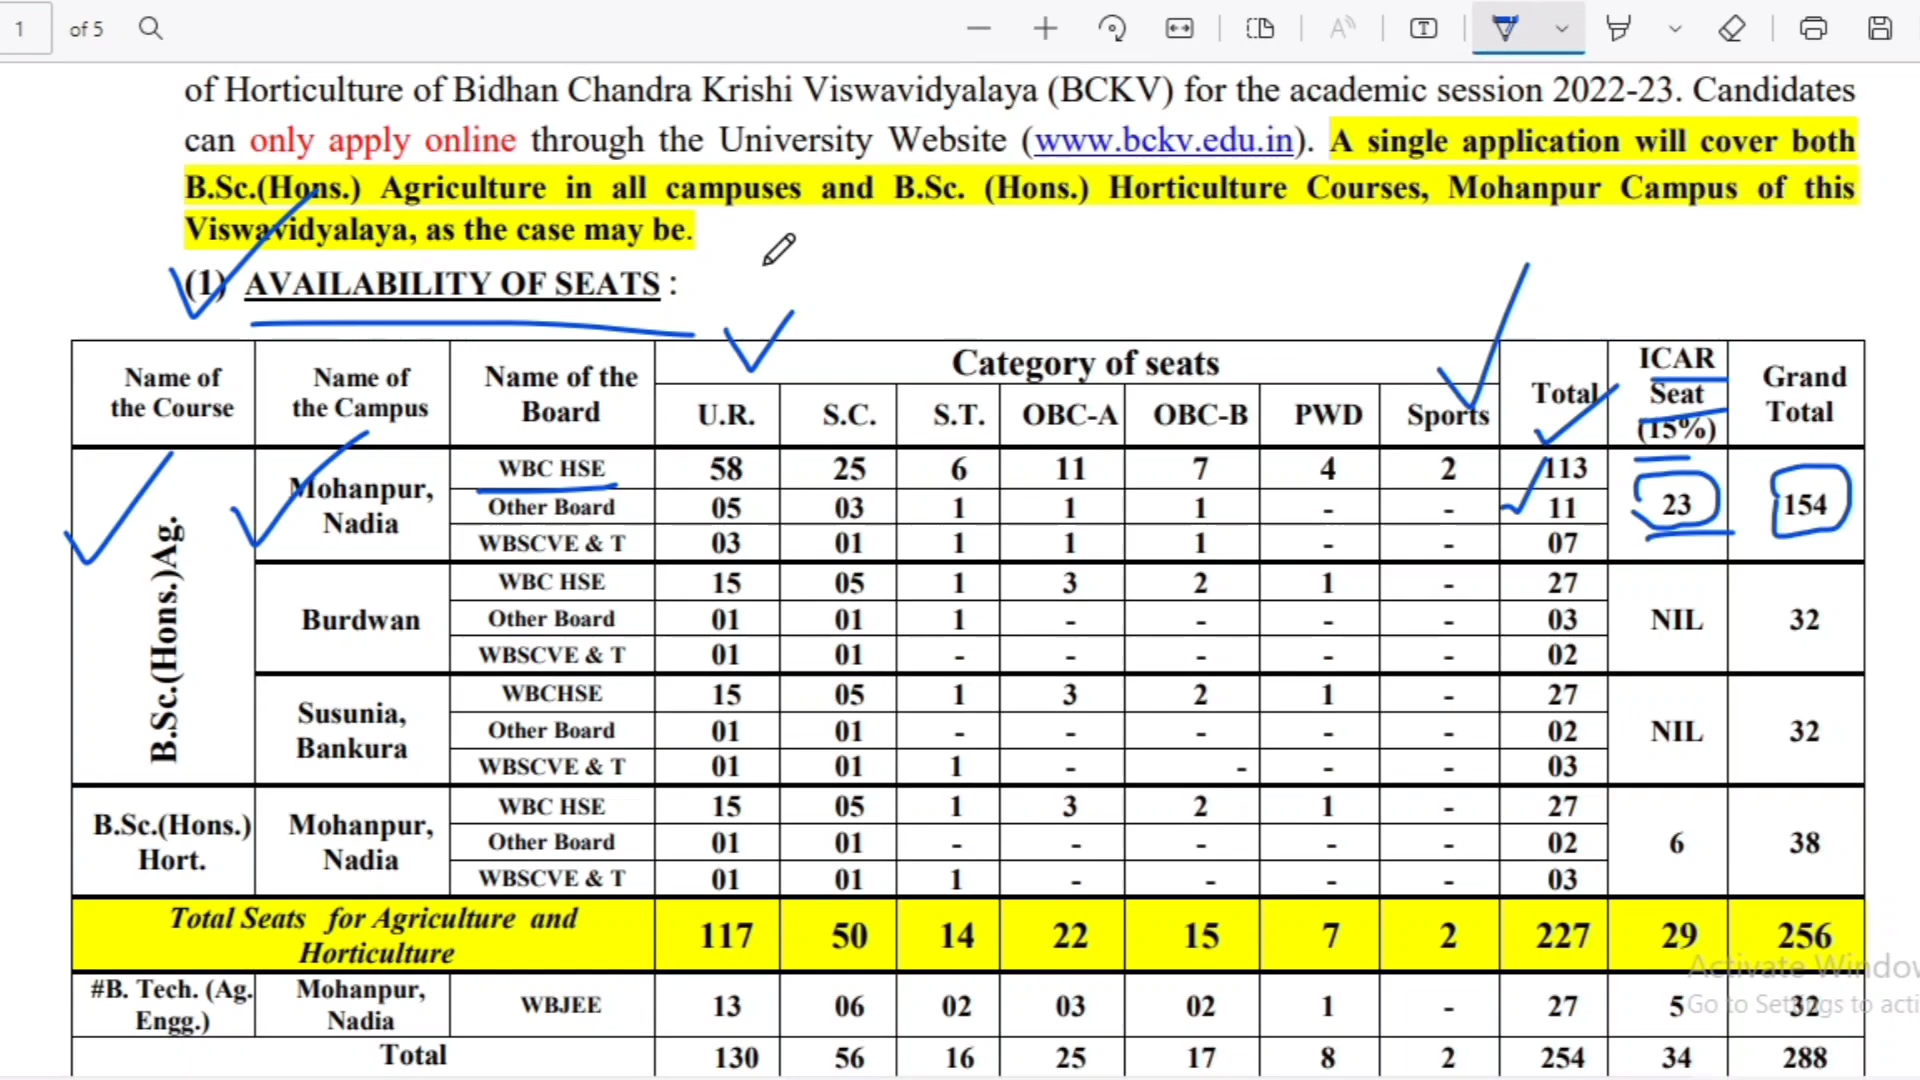 1 of 5
of Horticulture of Bidhan Chandra Krishi Viswavidyalaya (BCKV) for the academic session 2022-23. Candidates
can only apply online through the University Website (www.bckv.edu.in). A single application will cover both
B.Sc.(Hons.) Agriculture in all campuses and B.Sc. (Hons.) Horticulture Courses, Mohanpur Campus of this
Viswavidyalaya, as the case may be.
(1) AVAILABILITY OF SEATS :
Name of the Course Name of the Campus Name of the Board Category of seats Total ICAR Seat (15%) Grand Total
U.R. S.C. S.T. OBC-A OBC-B PWD Sports
B.Sc.(Hons.)Ag. Mohanpur, Nadia WBC HSE 58 25 6 11 7 4 2 113 23 154
Other Board 05 03 1 1 1 - - 11
WBSCVE & T 03 01 1 1 1 - - 07
Burdwan WBC HSE 15 05 1 3 2 1 - 27 NIL 32
Other Board 01 01 1 - - - - 03
WBSCVE & T 01 01 - - - - - 02
Susunia, Bankura WBCHSE 15 05 1 3 2 1 - 27 NIL 32
Other Board 01 01 - - - - - 02
WBSCVE & T 01 01 1 - - - - 03
B.Sc.(Hons.) Hort. Mohanpur, Nadia WBC HSE 15 05 1 3 2 1 - 27 6 38
Other Board 01 01 - - - - - 02
WBSCVE & T 01 01 1 - - - - 03
Total Seats for Agriculture and Horticulture 117 50 14 22 15 7 2 227 29 256
#B. Tech. (Ag. Engg.) Mohanpur, Nadia WBJEE 13 06 02 03 02 1 - 27 5 32
Total 130 56 16 25 17 8 2 254 34 288
Activate Window
Go to Settings to acti